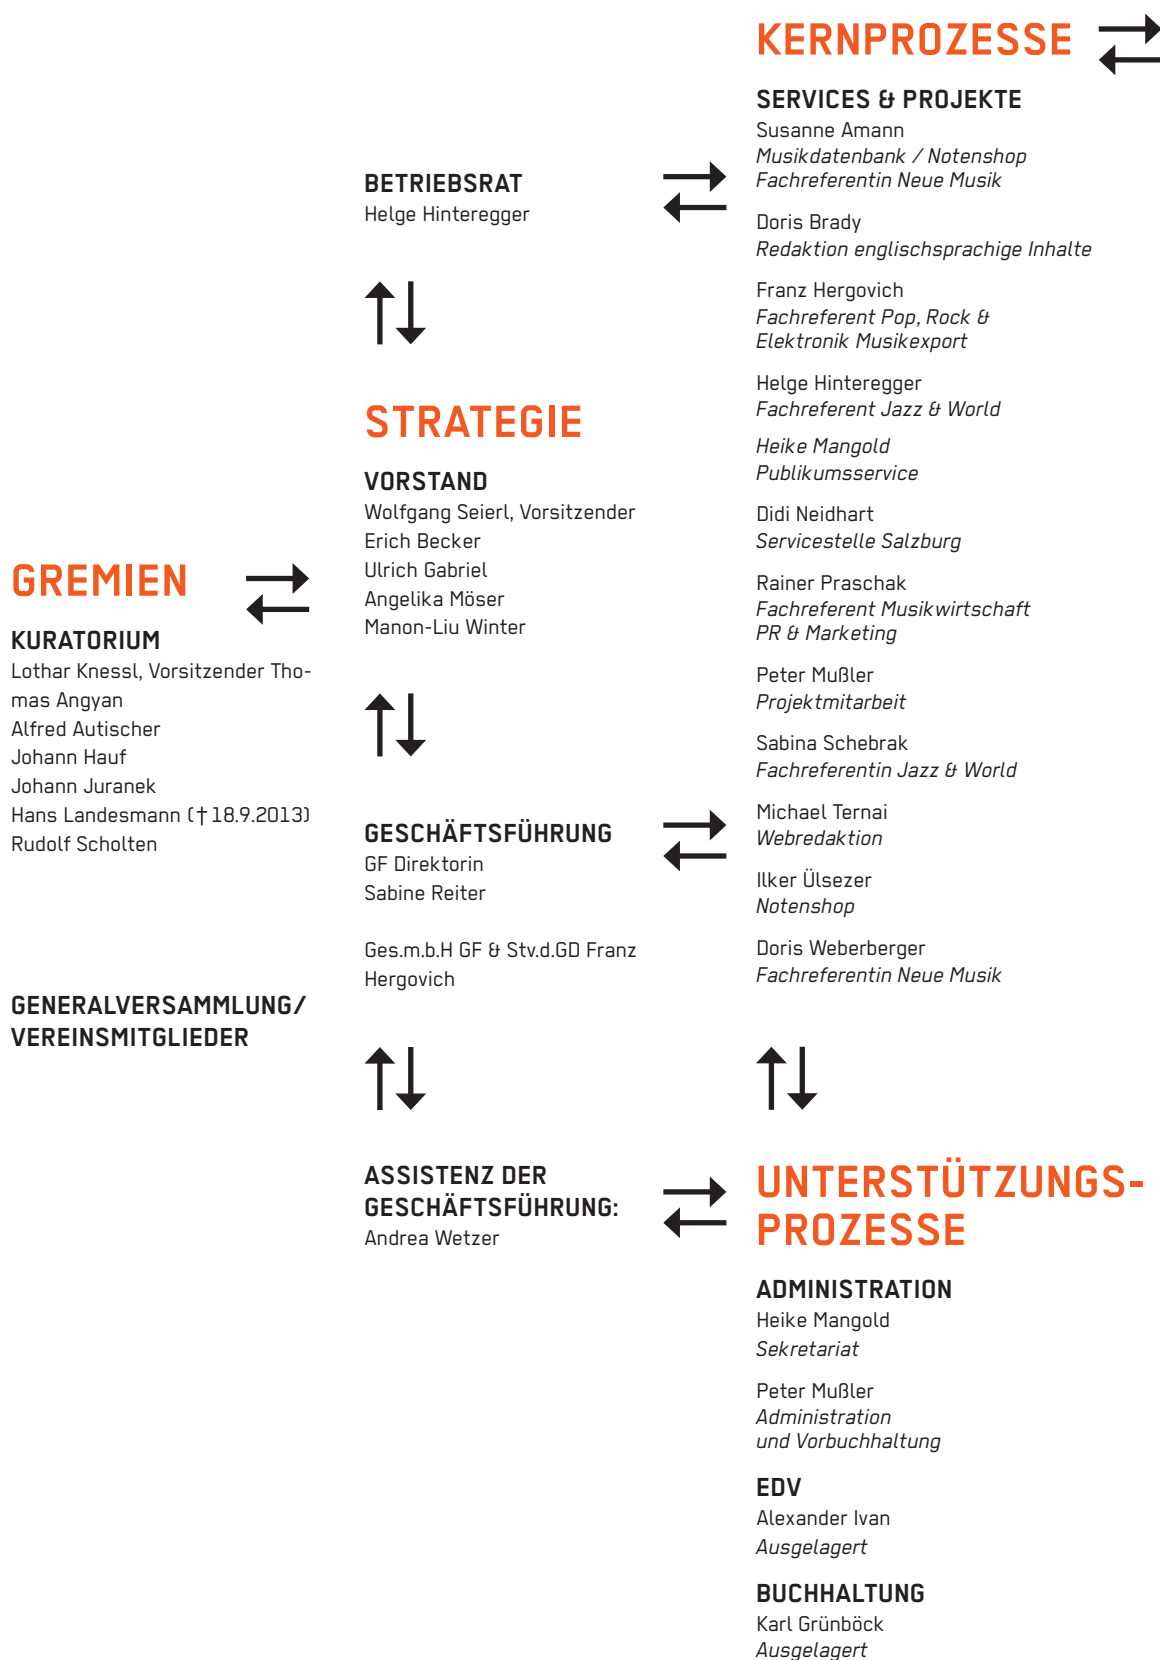 GREMIEN
KURATORIUM
Lothar Knessl, Vorsitzender Tho-
mas Angyan
Alfred Autischer
Johann Hauf
Johann Juranek
Hans Landesmann († 18.9.2013)
Rudolf Scholten
GENERALVERSAMMLUNG/
VEREINSMITGLIEDER
BETRIEBSRAT
Helge Hinteregger
STRATEGIE
VORSTAND
Wolfgang Seierl, Vorsitzender
Erich Becker
Ulrich Gabriel
Angelika Möser
Manon-Liu Winter
GESCHÄFTSFÜHRUNG
GF Direktorin
Sabine Reiter
Ges.m.b.H GF & Stv.d.GD Franz
Hergovich
ASSISTENZ DER
GESCHÄFTSFÜHRUNG:
Andrea Wetzer
KERNPROZESSE
SERVICES & PROJEKTE
Susanne Amann
Musikdatenbank / Notenshop
Fachreferentin Neue Musik
Doris Brady
Redaktion englischsprachige Inhalte
Franz Hergovich
Fachreferent Pop, Rock &
Elektronik Musikexport
Helge Hinteregger
Fachreferent Jazz & World
Heike Mangold
Publikumsservice
Didi Neidhart
Servicestelle Salzburg
Rainer Praschak
Fachreferent Musikwirtschaft
PR & Marketing
Peter Mußler
Projektmitarbeit
Sabina Schebrak
Fachreferentin Jazz & World
Michael Ternai
Webredaktion
Ilker Ülsezer
Notenshop
Doris Weberberger
Fachreferentin Neue Musik
UNTERSTÜTZUNGS-
PROZESSE
ADMINISTRATION
Heike Mangold
Sekretariat
Peter Mußler
Administration
und Vorbuchhaltung
EDV
Alexander Ivan
Ausgelagert
BUCHHALTUNG
Karl Grünböck
Ausgelagert